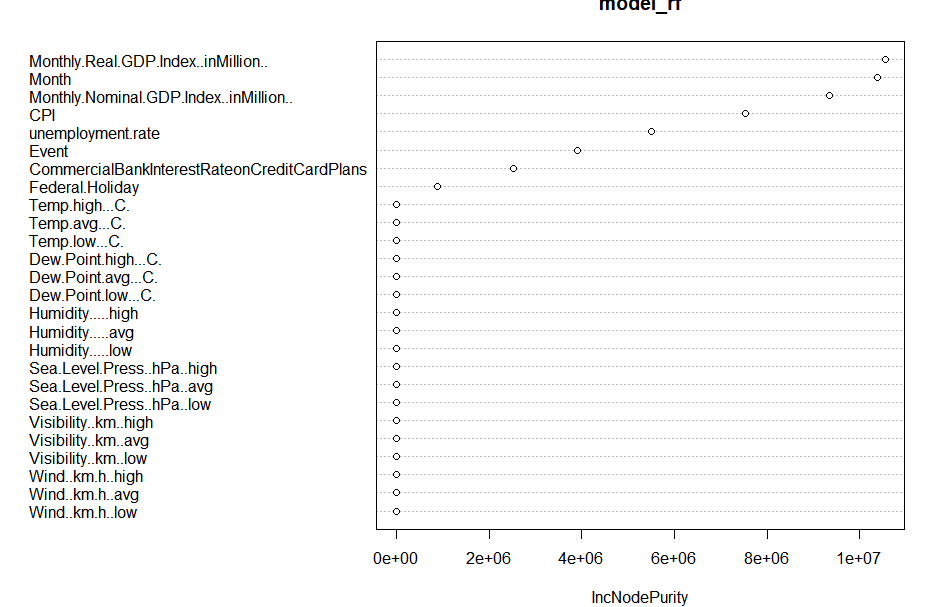 model_rf
Monthly.Real.GDP.Index..inMillion..
Month
Monthly.Nominal.GDP.Index..inMillion..
CPI
unemployment.rate
Event
CommercialBankInterestRateonCreditCardPlans
Federal.Holiday
Temp.high...C.
Temp.avg...C.
Temp.low...C.
Dew.Point.high...C.
Dew.Point.avg...C.
Dew.Point.low...C.
Humidity.....high
Humidity.....avg
Humidity.....low
Sea.Level.Press..hPa..high
Sea.Level.Press..hPa..avg
Sea.Level.Press..hPa..low
Visibility..km..high
Visibility..km..avg
Visibility..km..low
Wind..km.h..high
Wind..km.h..avg
Wind..km.h..low
0e+00 2e+06 4e+06 6e+06 8e+06 1e+07
IncNodePurity